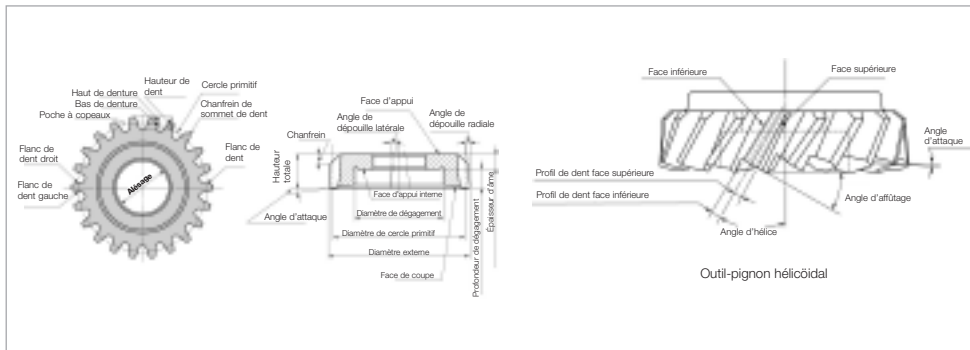 Hauteur de
dent
Cercle primitif
Haut de denture
Bas de denture
Poche à copeaux
Chanfrein de
sommet de dent
Flanc de
dent droit
Flanc de
dent
Flanc de
dent gauche
Alésage
Face d'appui
Angle de
dépouille latérale
Angle de
dépouille radiale
Chanfrein
Hauteur
totale
Face d'appui interne
Angle d'attaque
Diamètre de dégagement
Diamètre de cercle primitif
Diamètre externe
Face de coupe
Profondeur de dégagement
Épaisseur d'âme
Face inférieure
Face supérieure
Angle
d'attaque
Profil de dent face supérieure
Profil de dent face inférieure
Angle d'affûtage
Angle d'hélice
Outil-pignon hélicöidal